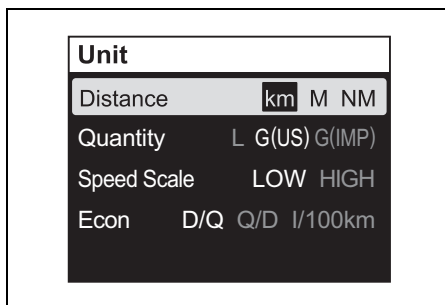 Unit
Distance km M NM
Quantity L G(US) G(IMP)
Speed Scale LOW HIGH
Econ D/Q Q/D l/100km